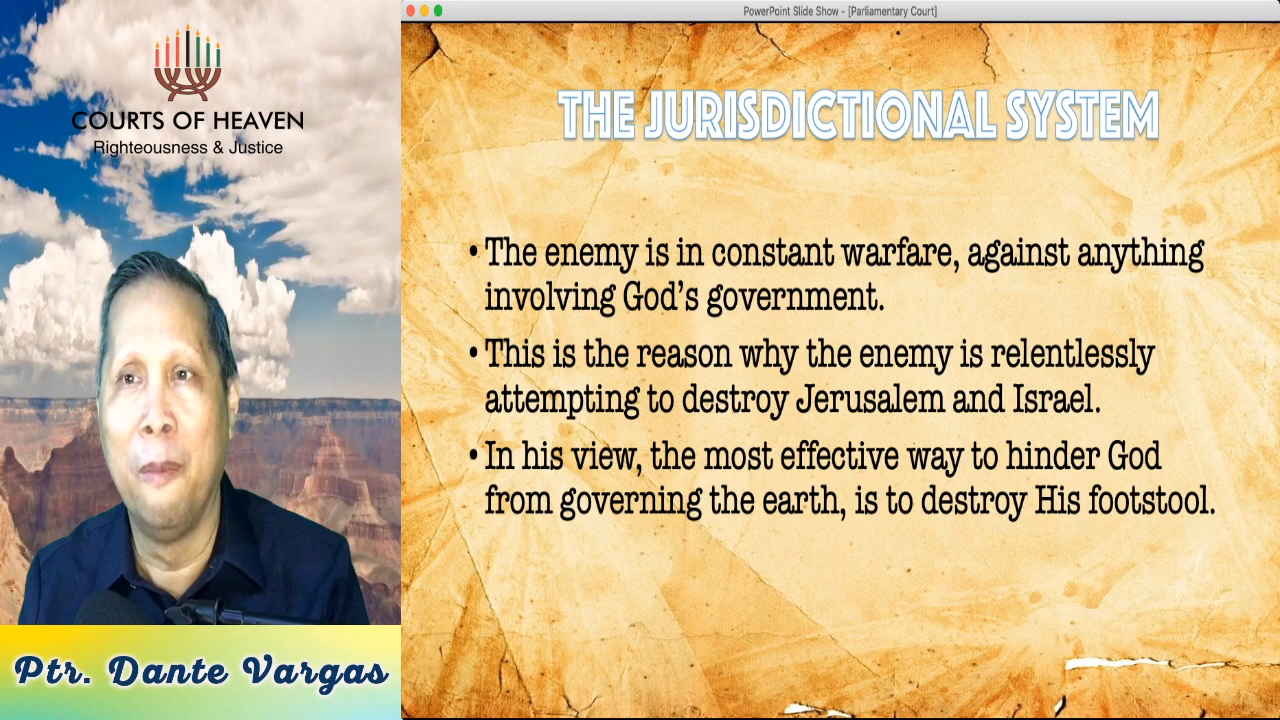 COURTS OF HEAVEN
Righteousness & Justice
Ptr. Dante Vargas
PowerPoint Slide Show - [Parliamentary Court]
THE JURISDICTIONAL SYSTEM
• The enemy is in constant warfare, against anything
involving God’s government.
• This is the reason why the enemy is relentlessly
attempting to destroy Jerusalem and Israel.
• In his view, the most effective way to hinder God
from governing the earth, is to destroy His footstool.